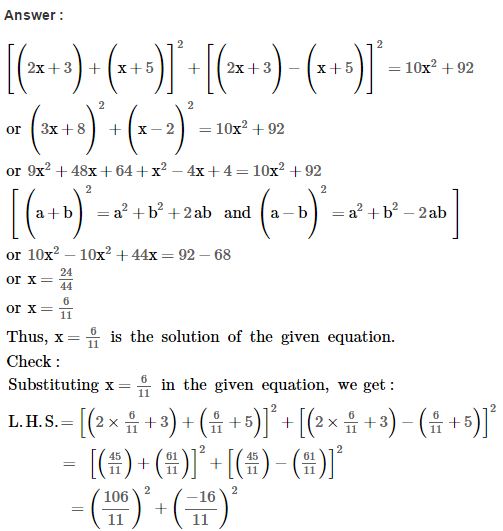 Answer :
[(2x + 3) + (x + 5)]² + [(2x + 3) − (x + 5)]² = 10x² + 92
or (3x + 8)² + (x − 2)² = 10x² + 92
or 9x² + 48x + 64 + x² − 4x + 4 = 10x² + 92
[(a + b)² = a² + b² + 2ab and (a − b)² = a² + b² − 2ab]
or 10x² − 10x² + 44x = 92 − 68
or x = 24/44
or x = 6/11
Thus, x = 6/11 is the solution of the given equation.
Check :
Substituting x = 6/11 in the given equation, we get :
L.H.S. = [(2 × 6/11 + 3) + (6/11 + 5)]² + [(2 × 6/11 + 3) − (6/11 + 5)]²
= [(45/11) + (61/11)]² + [(45/11) − (61/11)]²
= (106/11)² + (−16/11)²